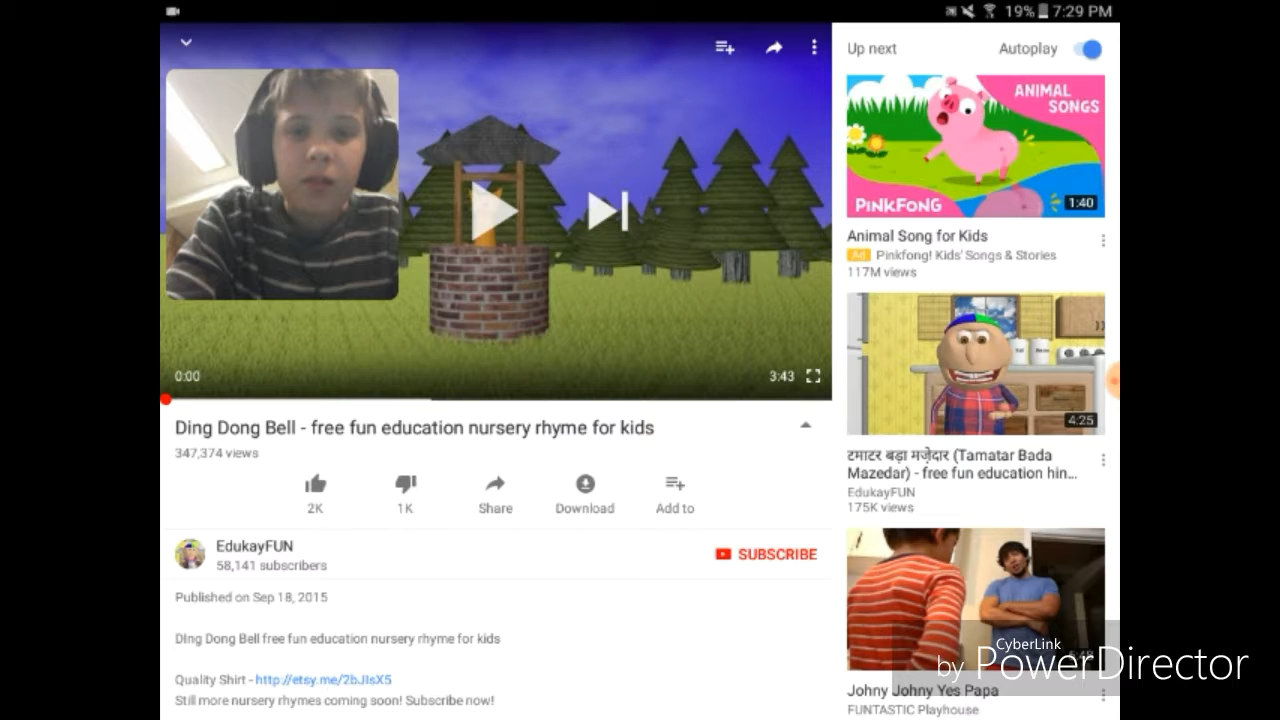 19% 7:29 PM
Up next
Autoplay
ANIMAL
SONGS
PINKFONG
1:40
Animal Song for Kids
Ad Pinkfong! Kids' Songs & Stories
117M views
4:25
टमाटर बड़ा मज़ेदार (Tamatar Bada
Mazedar) - free fun education hin...
EdukayFUN
175K views
Johny Johny Yes Papa
FUNTASTIC Playhouse
0:00
3:43
Ding Dong Bell - free fun education nursery rhyme for kids
347,374 views
2K
1K
Share
Download
Add to
EdukayFUN
58,141 subscribers
SUBSCRIBE
Published on Sep 18, 2015
Ding Dong Bell free fun education nursery rhyme for kids
Quality Shirt - http://etsy.me/2bJIsX5
Still more nursery rhymes coming soon! Subscribe now!
CyberLink
by PowerDirector